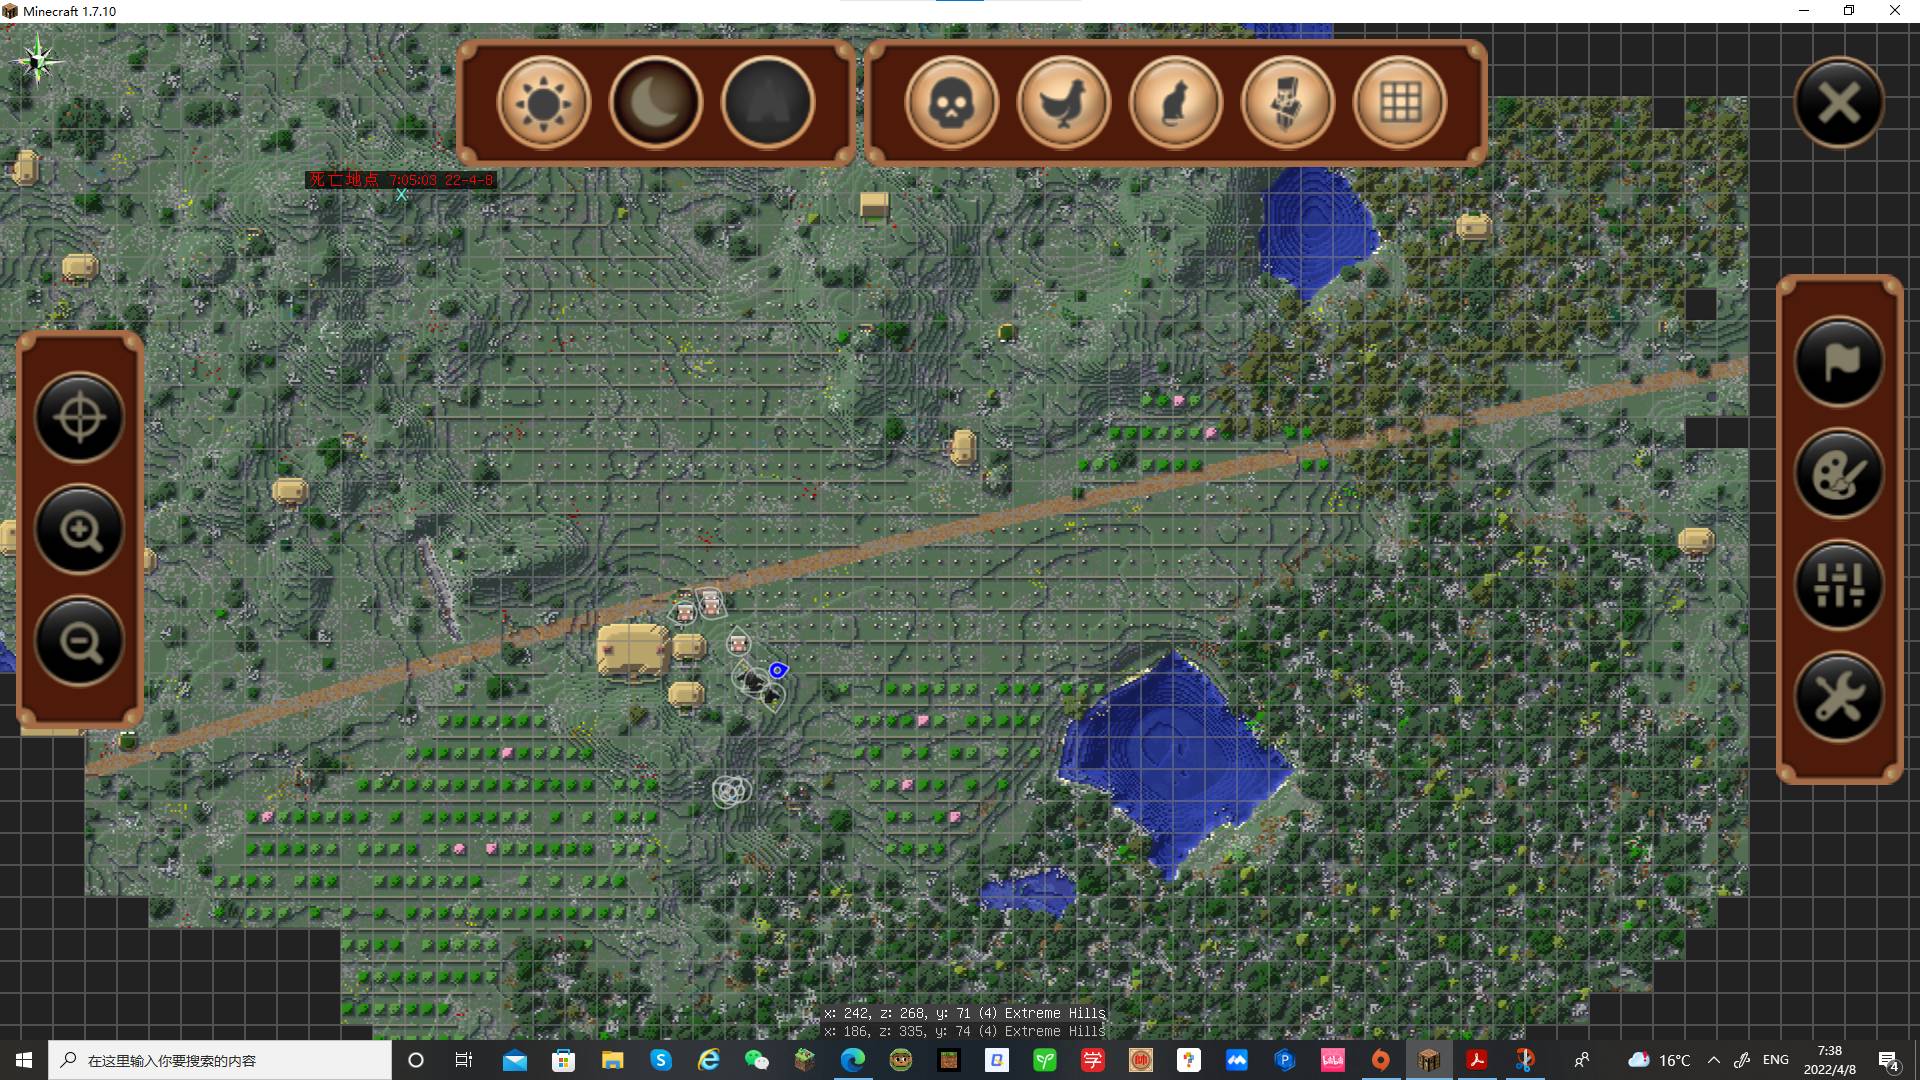 Minecraft 1.7.10
死亡地点 7:05:03 22-4-8
x: 242, z: 268, y: 71 (4) Extreme Hills
x: 186, z: 335, y: 74 (4) Extreme Hills
在这里输入你要搜索的内容
16°C
ENG
7:38
2022/4/8
4